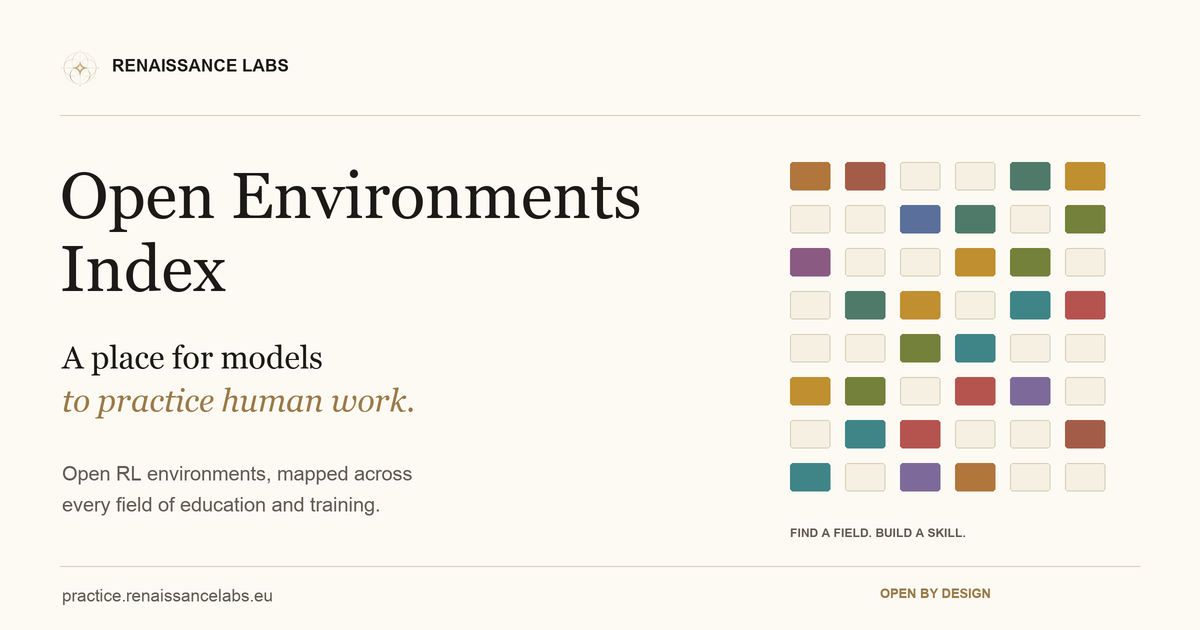 RENAISSANCE LABS
Open Environments
Index
A place for models
to practice human work.
Open RL environments, mapped across
every field of education and training.
FIND A FIELD. BUILD A SKILL.
practice.renaissancelabs.eu
OPEN BY DESIGN